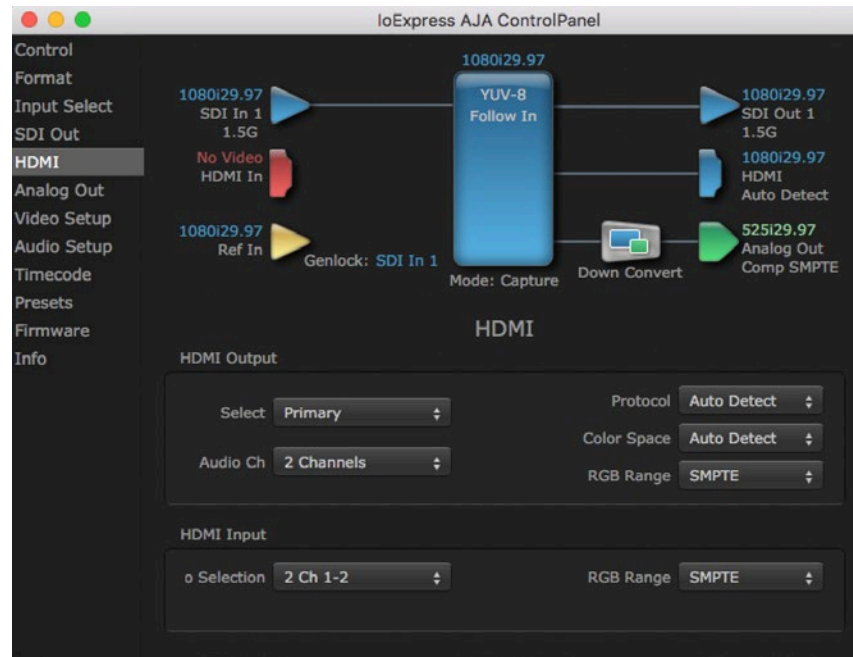 IoExpress AJA ControlPanel
Control
Format
Input Select
SDI Out
HDMI
Analog Out
Video Setup
Audio Setup
Timecode
Presets
Firmware
Info
1080i29.97
SDI In 1
1.5G
No Video
HDMI In
1080i29.97
Ref In
Genlock: SDI In 1
1080i29.97
YUV-8
Follow In
Mode: Capture
Down Convert
1080i29.97
SDI Out 1
1.5G
1080i29.97
HDMI
Auto Detect
525i29.97
Analog Out
Comp SMPTE
HDMI
HDMI Output
Select Primary
Audio Ch 2 Channels
Protocol Auto Detect
Color Space Auto Detect
RGB Range SMPTE
HDMI Input
o Selection 2 Ch 1-2
RGB Range SMPTE